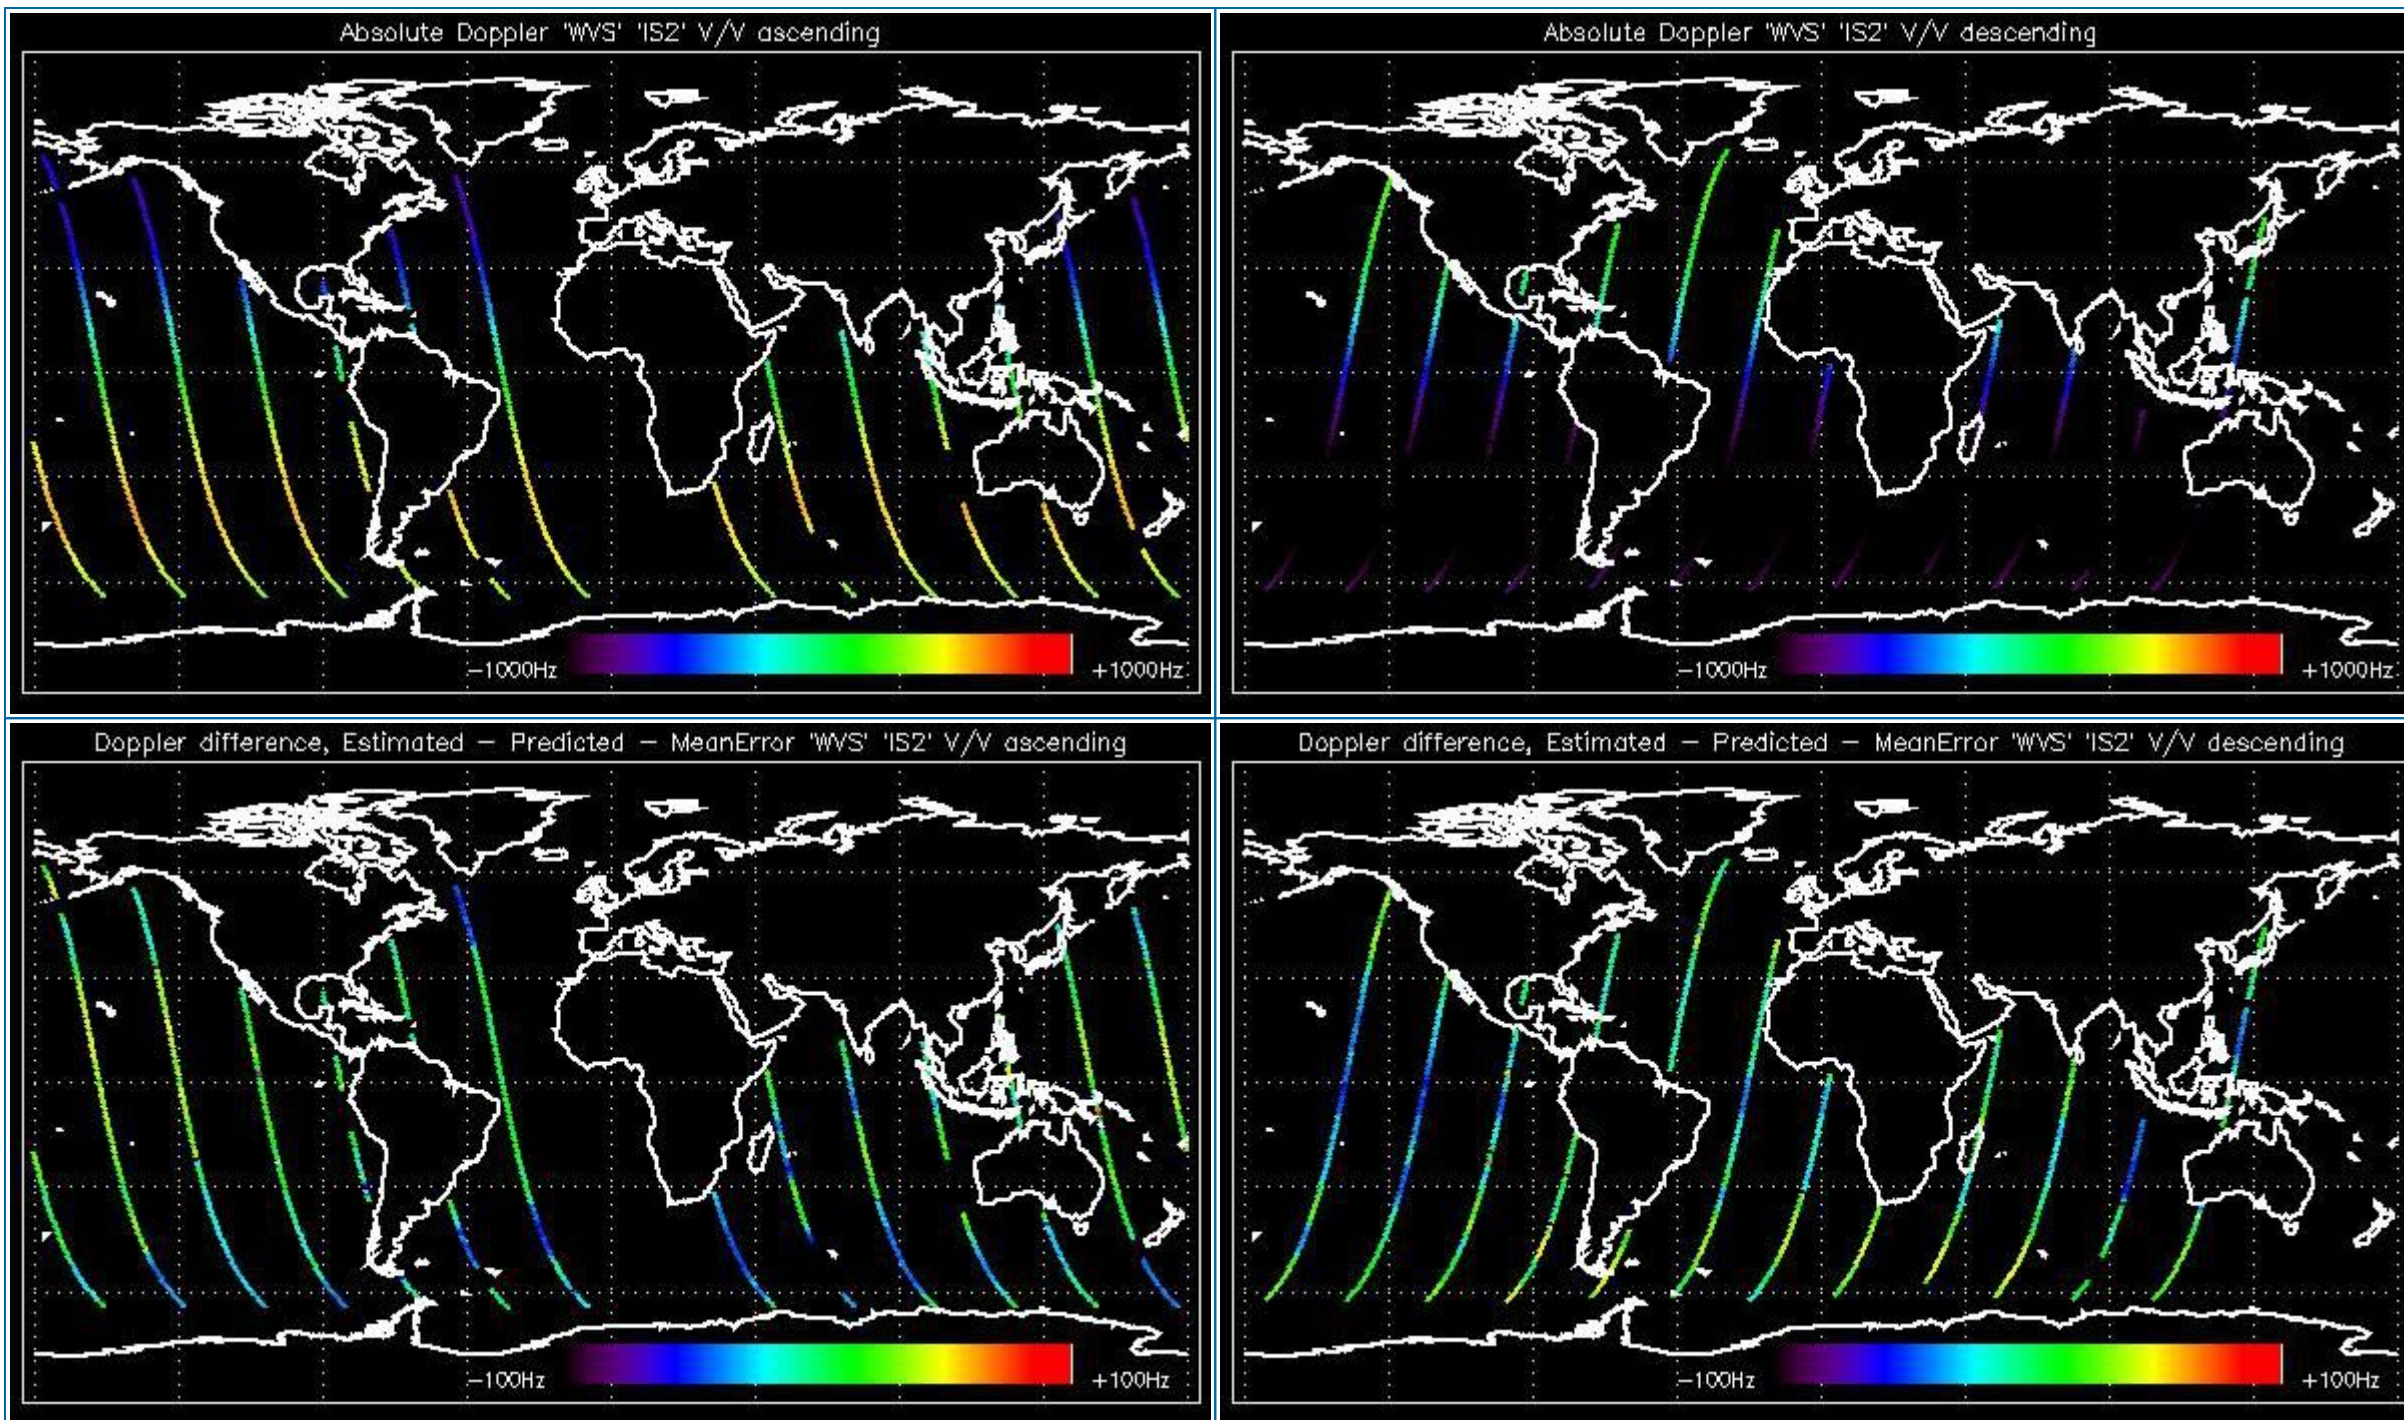 Absolute Doppler 'WVS' 'IS2' V/V ascending
-1000Hz
+1000Hz
Absolute Doppler 'WVS' 'IS2' V/V descending
-1000Hz
+1000Hz
Doppler difference, Estimated - Predicted - MeanError 'WVS' 'IS2' V/V ascending
-100Hz
+100Hz
Doppler difference, Estimated - Predicted - MeanError 'WVS' 'IS2' V/V descending
-100Hz
+100Hz